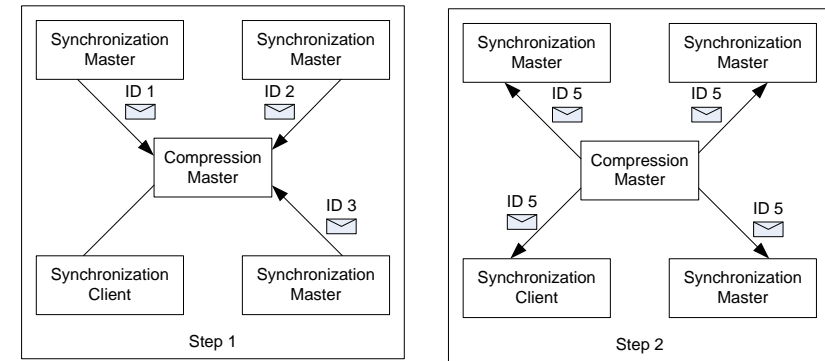 Synchronization
Master
Synchronization
Master
ID 1
ID 2
Compression
Master
ID 3
Synchronization
Client
Synchronization
Master
Step 1
Synchronization
Master
Synchronization
Master
ID 5
ID 5
Compression
Master
ID 5
ID 5
Synchronization
Client
Synchronization
Master
Step 2